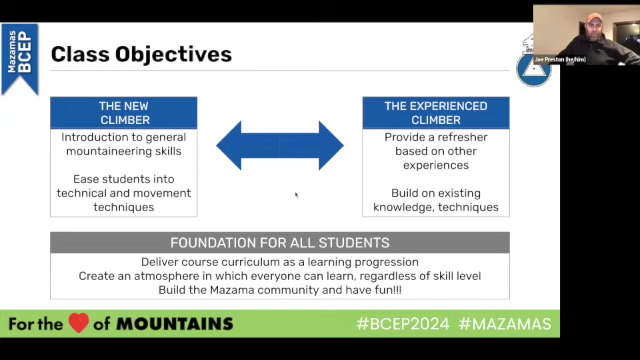 Mazamas
BCEP
Class Objectives
Joe Preston (he/him)
THE NEW
CLIMBER
Introduction to general
mountaineering skills
Ease students into
technical and movement
techniques
THE EXPERIENCED
CLIMBER
Provide a refresher
based on other
experiences
Build on existing
knowledge, techniques
FOUNDATION FOR ALL STUDENTS
Deliver course curriculum as a learning progression
Create an atmosphere in which everyone can learn, regardless of skill level
Build the Mazama community and have fun!!!
For the of MOUNTAINS
#BCEP2024 #MAZAMAS